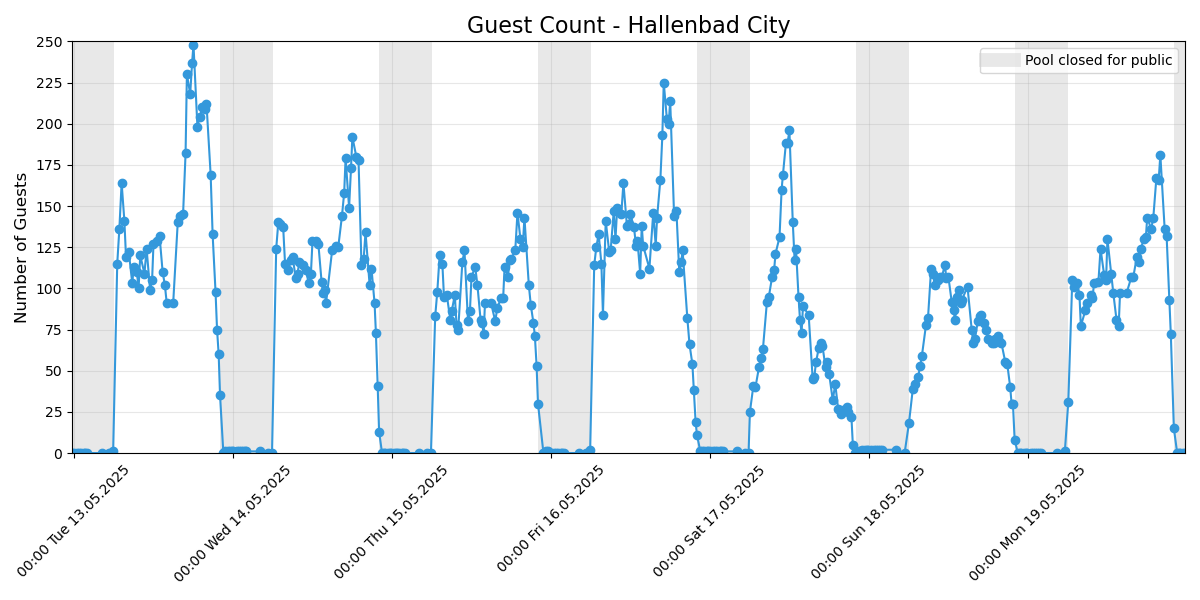 Guest Count - Hallenbad City
Number of Guests
250
225
200
175
150
125
100
75
50
25
0
Pool closed for public
00:00 Tue 13.05.2025
00:00 Wed 14.05.2025
00:00 Thu 15.05.2025
00:00 Fri 16.05.2025
00:00 Sat 17.05.2025
00:00 Sun 18.05.2025
00:00 Mon 19.05.2025